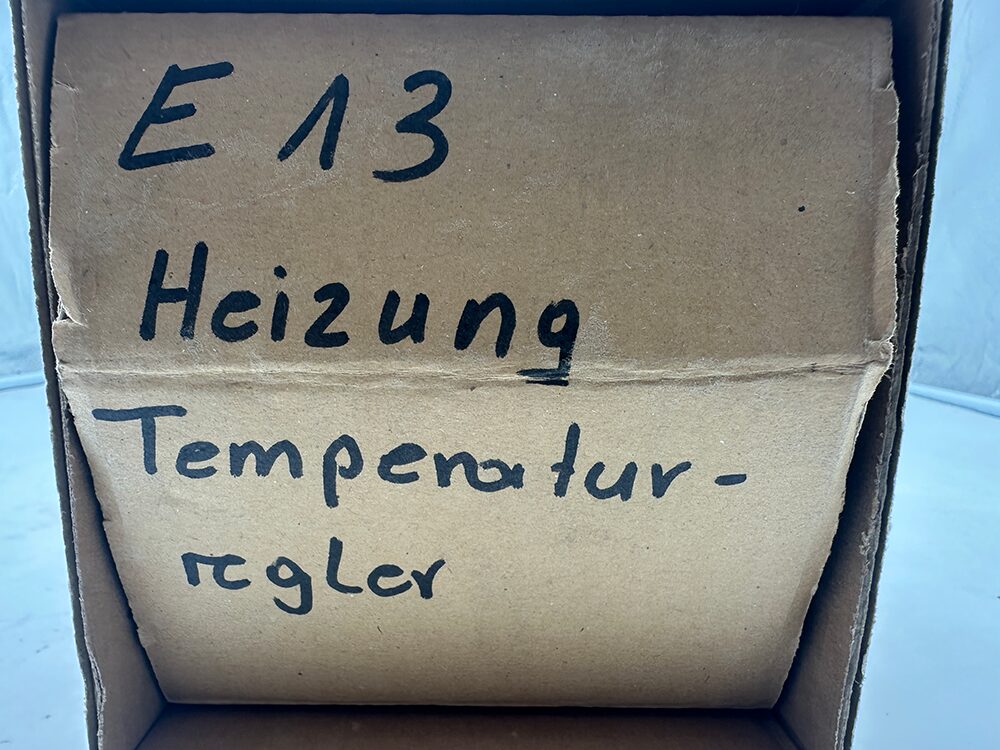 E 13
Heizung
Temperatur-
regler